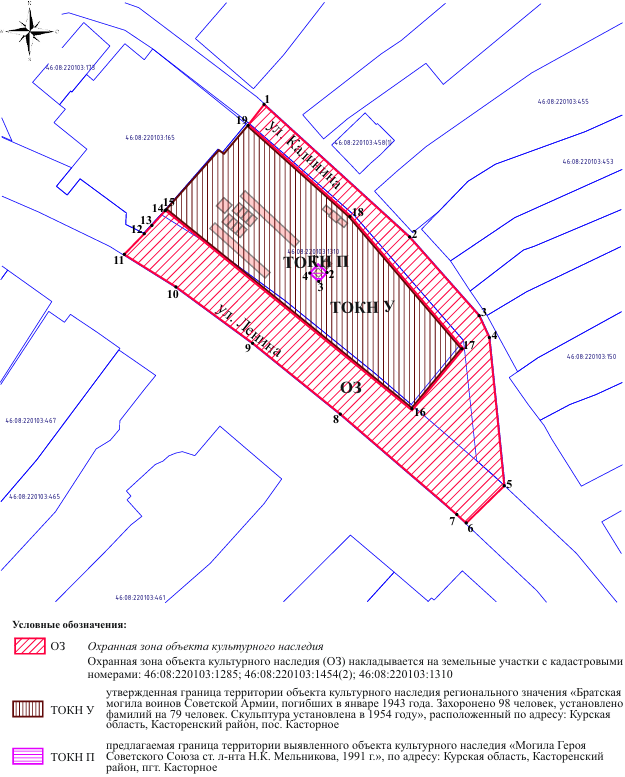 46:08:220103:173
46:08:220103:455
1
19
ул. Калинина
46:08:220103:165
46:08:220103:458(1)
46:08:220103:453
15
14
18
13
12
2
11
46:08:220103:1310
ТОКН П
4
2
3
10
ТОКН У
3
4
ул. Ленина
9
17
46:08:220103:150
ОЗ
8
16
46:08:220103:467
5
46:08:220103:465
7
6
46:08:220103:461
Условные обозначения:
ОЗ Охранная зона объекта культурного наследия
Охранная зона объекта культурного наследия (ОЗ) накладывается на земельные участки с кадастровыми
номерами: 46:08:220103:1285; 46:08:220103:1454(2); 46:08:220103:1310
утвержденная граница территории объекта культурного наследия регионального значения «Братская
могила воинов Советской Армии, погибших в январе 1943 года. Захоронено 98 человек, установлено
ТОКН У фамилий на 79 человек. Скульптура установлена в 1954 году», расположенный по адресу: Курская
область, Касторенский район, пос. Касторное
предлагаемая граница территории выявленного объекта культурного наследия «Могила Героя
ТОКН П Советского Союза ст. л-нта Н.К. Мельникова, 1991 г.», по адресу: Курская область, Касторенский
район, пгт. Касторное